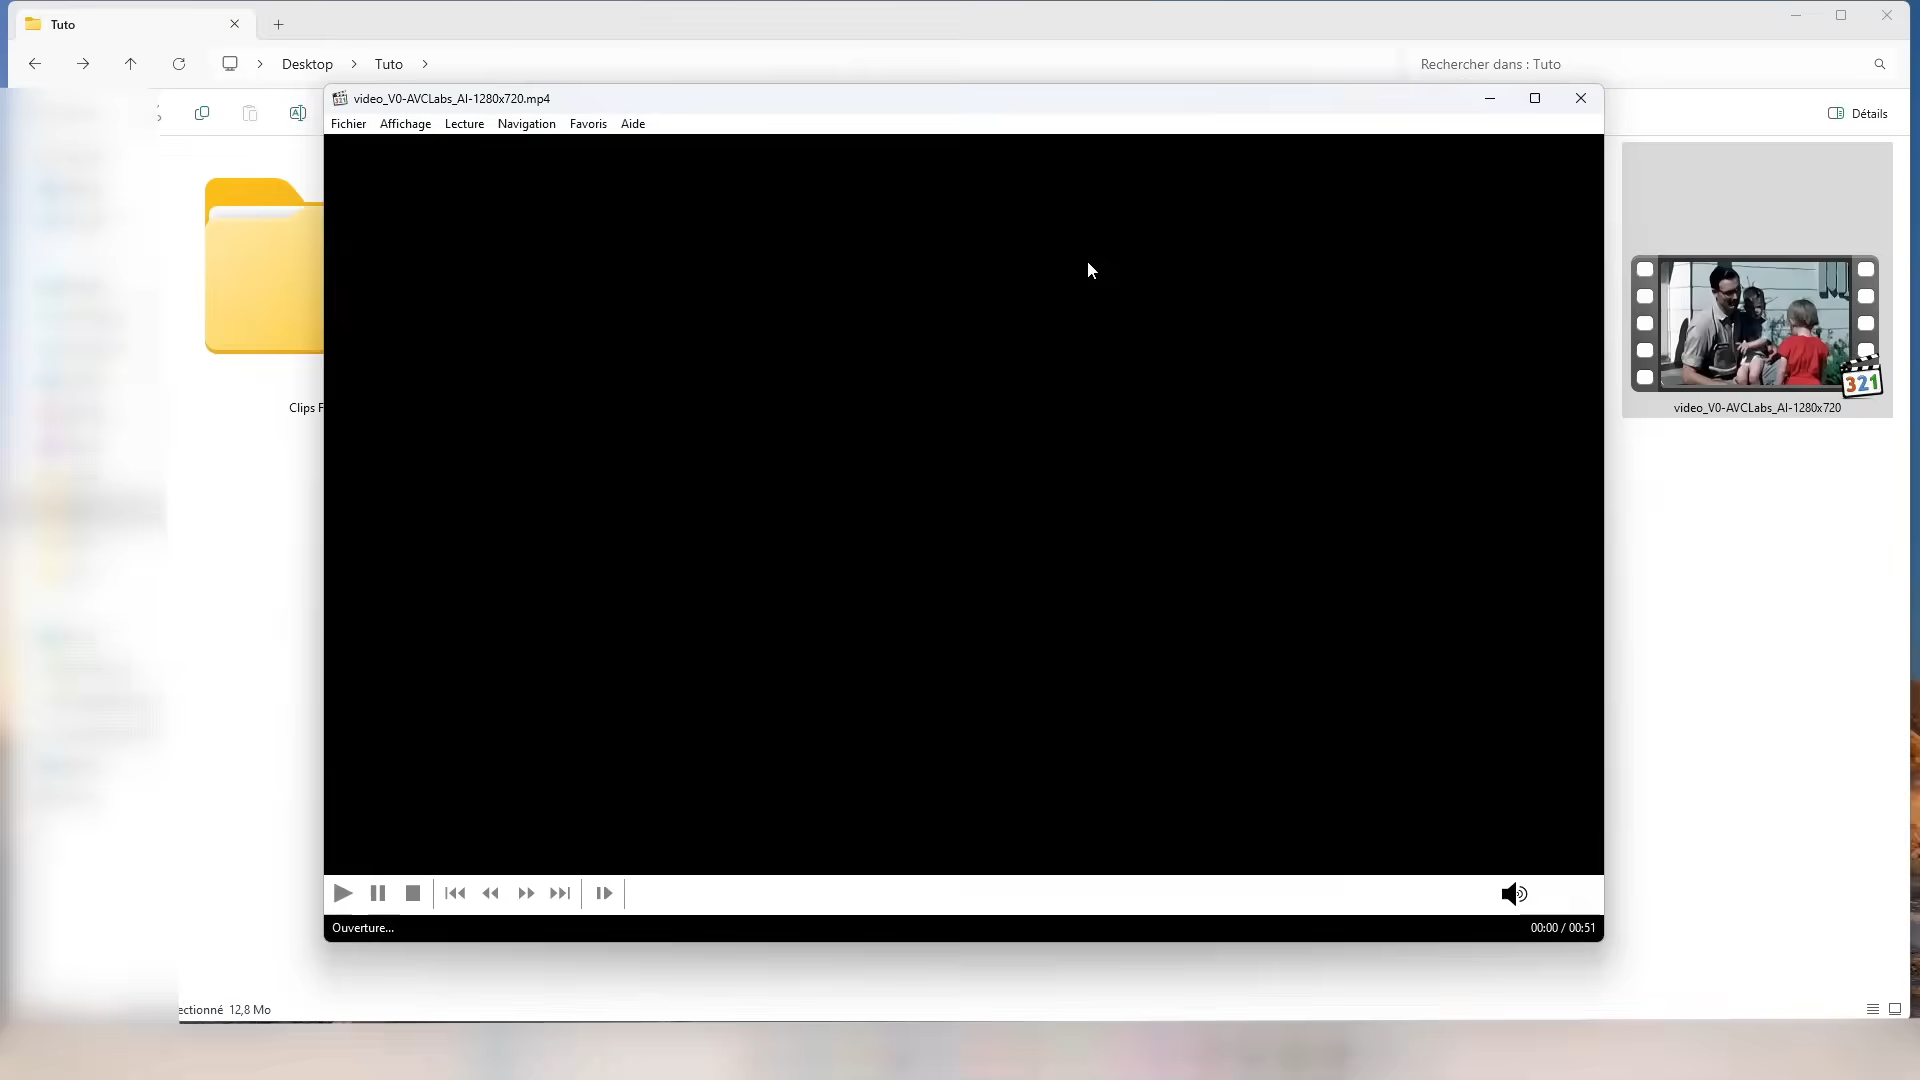 Tuto
Desktop
Tuto
Rechercher dans : Tuto
video_V0-AVCLabs_AI-1280x720.mp4
Fichier Affichage Lecture Navigation Favoris Aide
Détails
321
video_V0-AVCLabs_AI-1280x720
Clips F
Ouverture...
00:00 / 00:51
ectionné 12,8 Mo